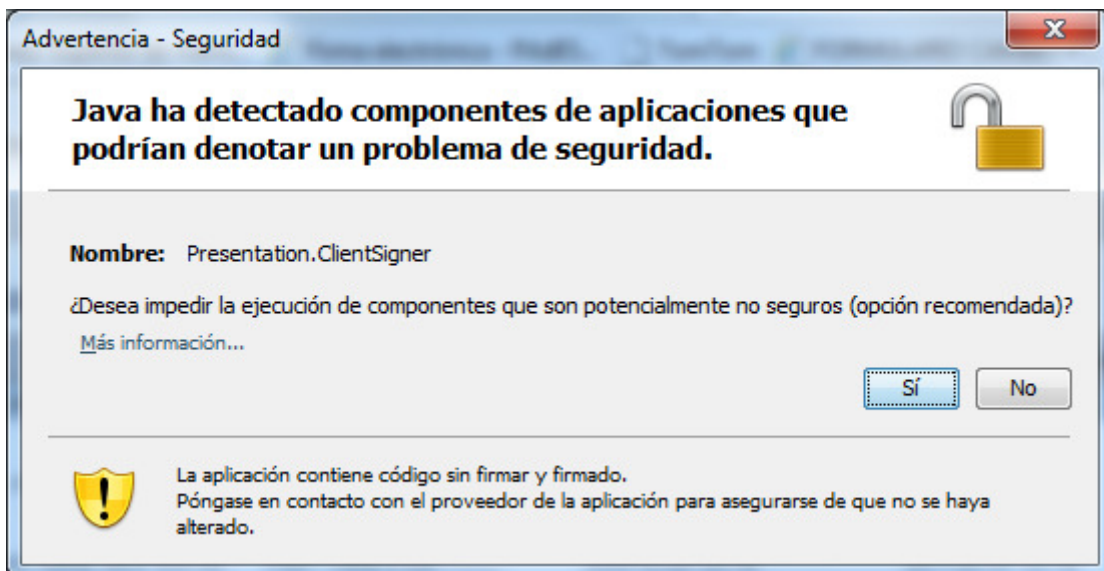 Advertencia - Seguridad
Java ha detectado componentes de aplicaciones que
podrían denotar un problema de seguridad.
Nombre: Presentation.ClientSigner
¿Desea impedir la ejecución de componentes que son potencialmente no seguros (opción recomendada)?
Más información...
Sí No
La aplicación contiene código sin firmar y firmado.
Póngase en contacto con el proveedor de la aplicación para asegurarse de que no se haya
alterado.